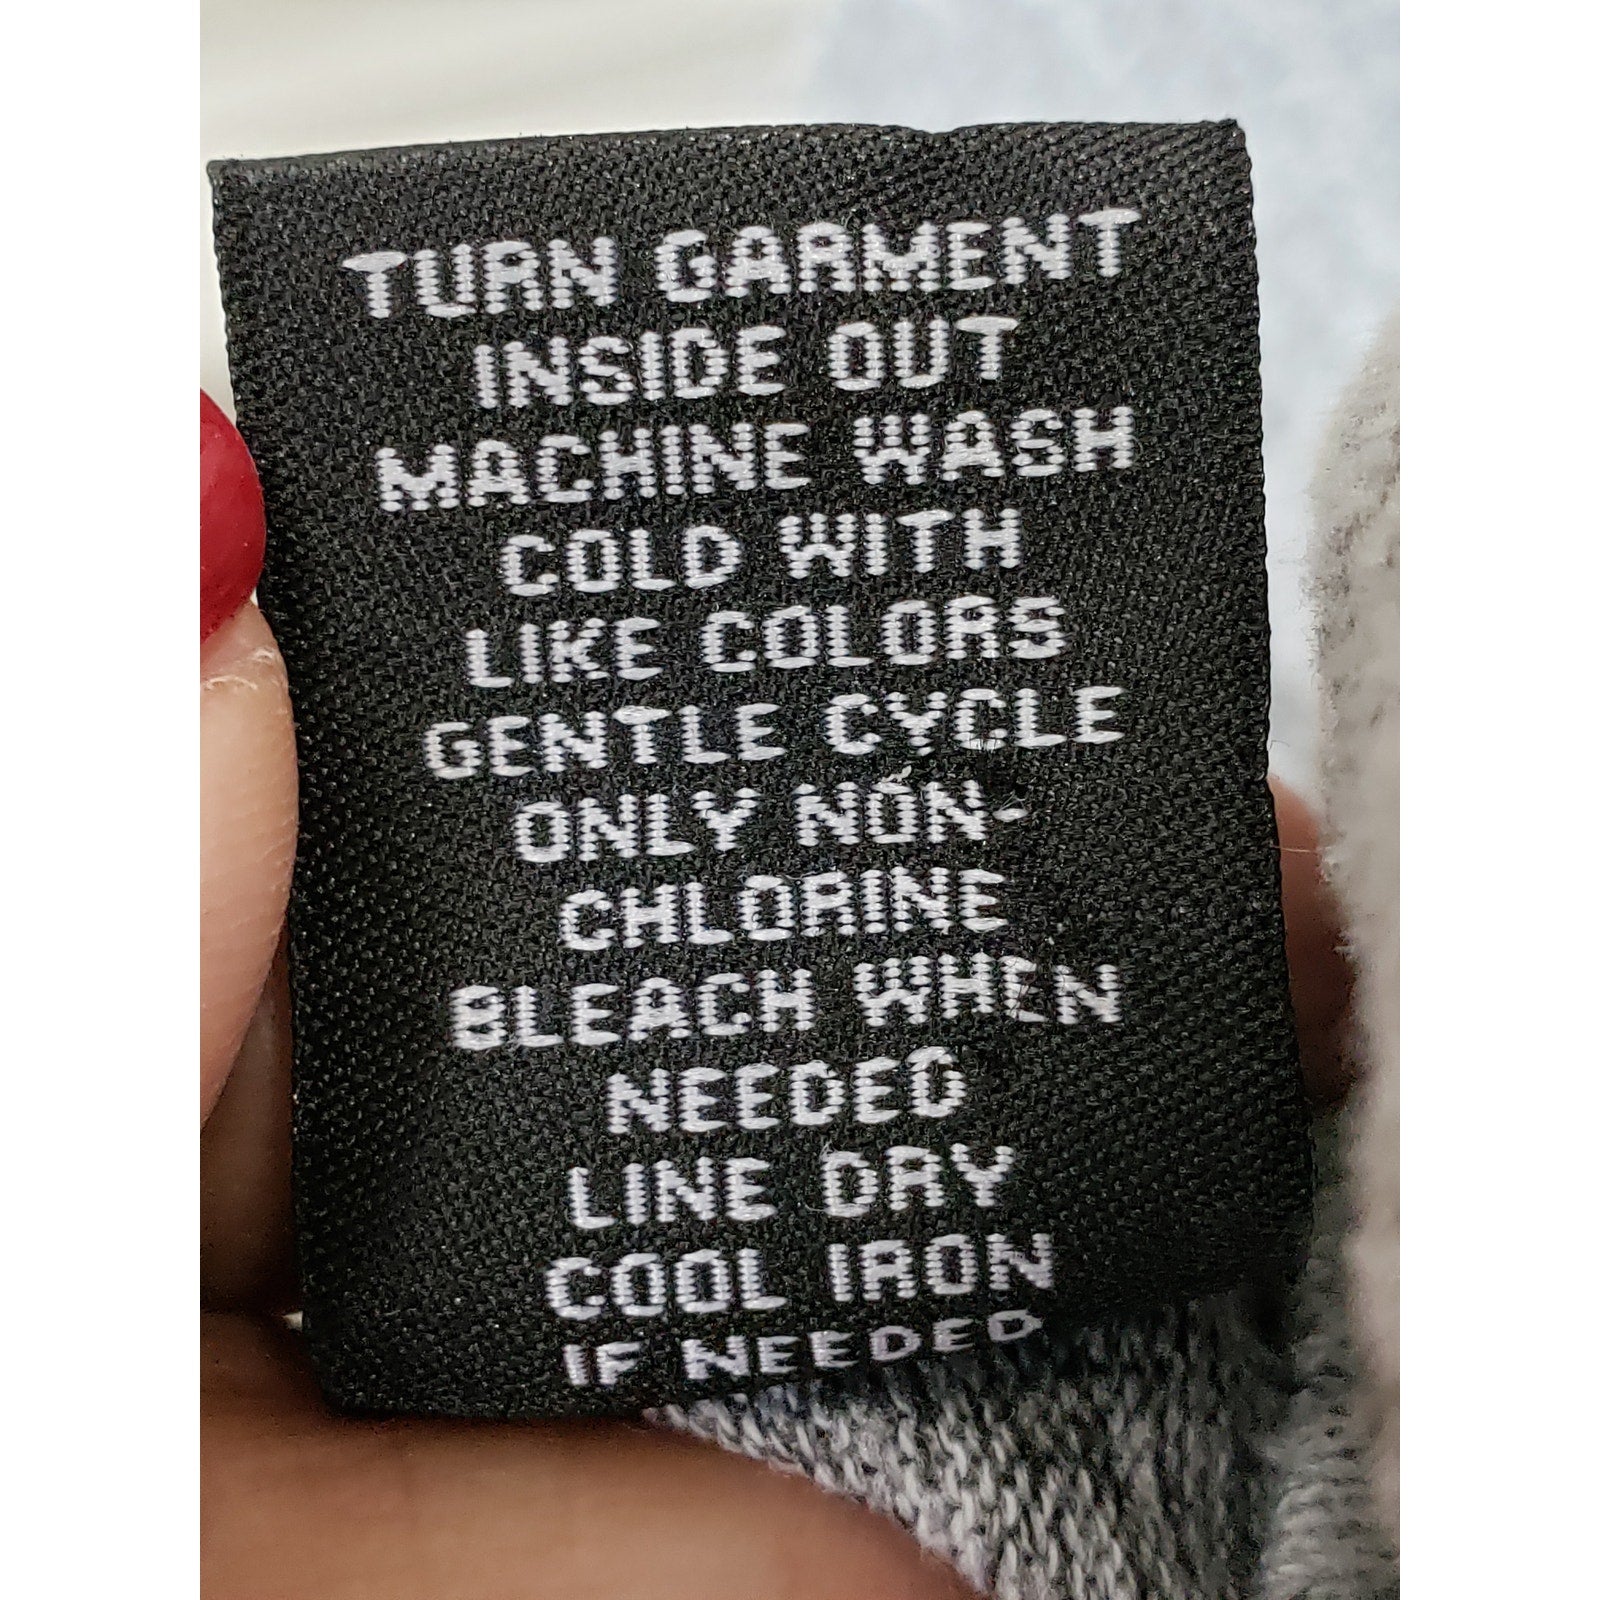 TURN GARMENT
INSIDE OUT
MACHINE WASH
COLD WITH
LIKE COLORS
GENTLE CYCLE
ONLY NON-
CHLORINE
BLEACH WHEN
NEEDED
LINE DRY
COOL IRON
IF NEEDED